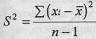 S² = Σ(xi − x̅)² / n − 1